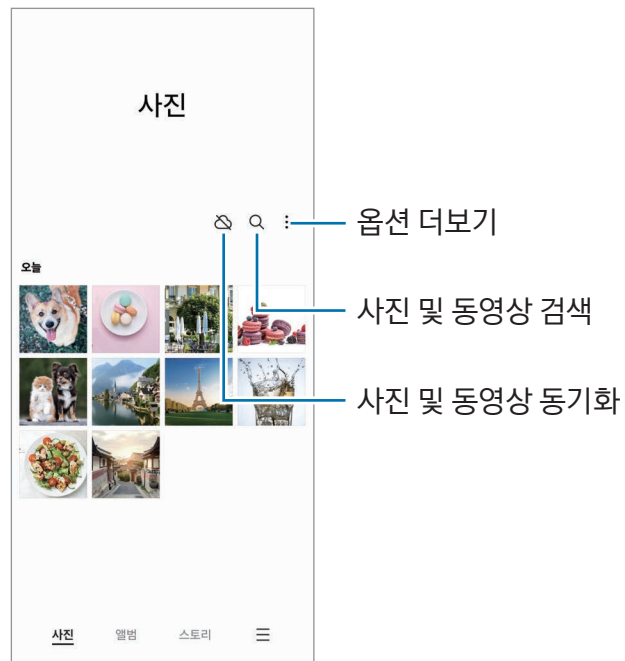 사진
옵션 더보기
오늘
사진 및 동영상 검색
사진 및 동영상 동기화
사진
앨범
스토리